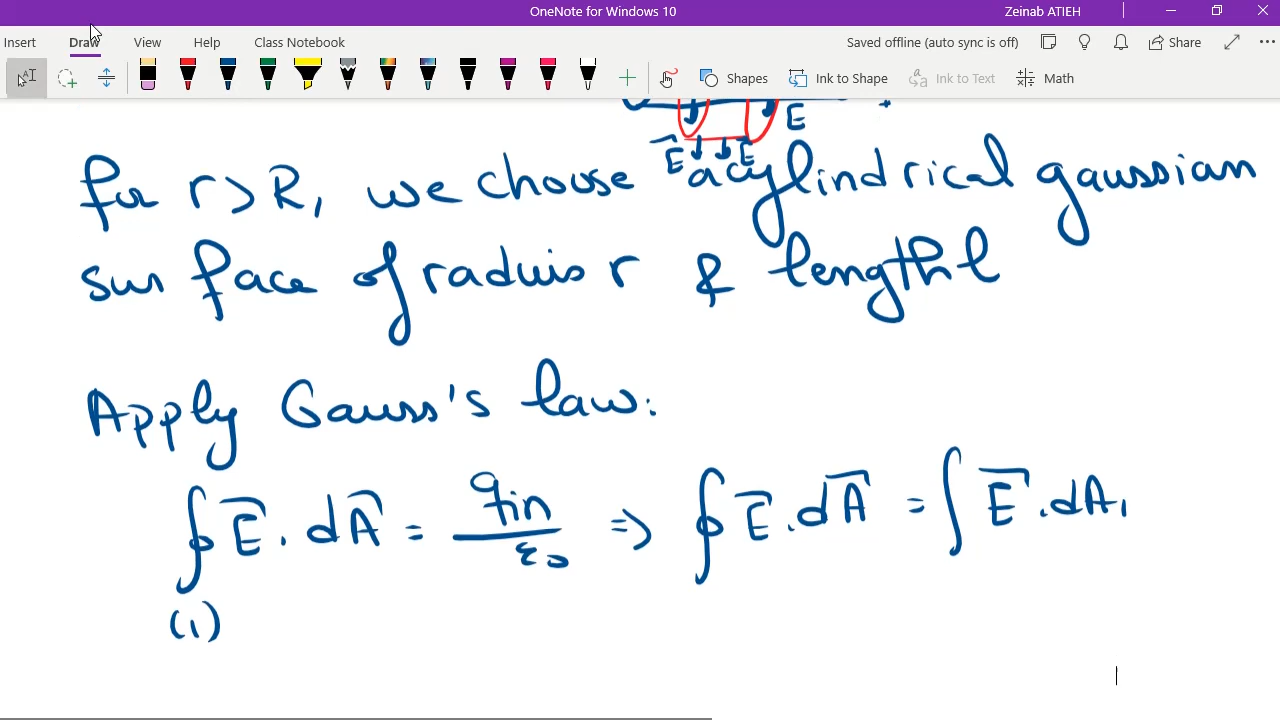 OneNote for Windows 10
Zeinab ATIEH
Insert Draw View Help Class Notebook
Saved offline (auto sync is off)
Share
Shapes Ink to Shape Ink to Text Math
E
E E
for r > R, we choose a cylindrical gaussian
surface of raduis r & length l
Apply Gauss's law:
∮ E⃗ . dA⃗ = qin / ε0 => ∮ E⃗ . dA⃗ = ∫ E⃗ . dA1
(1)